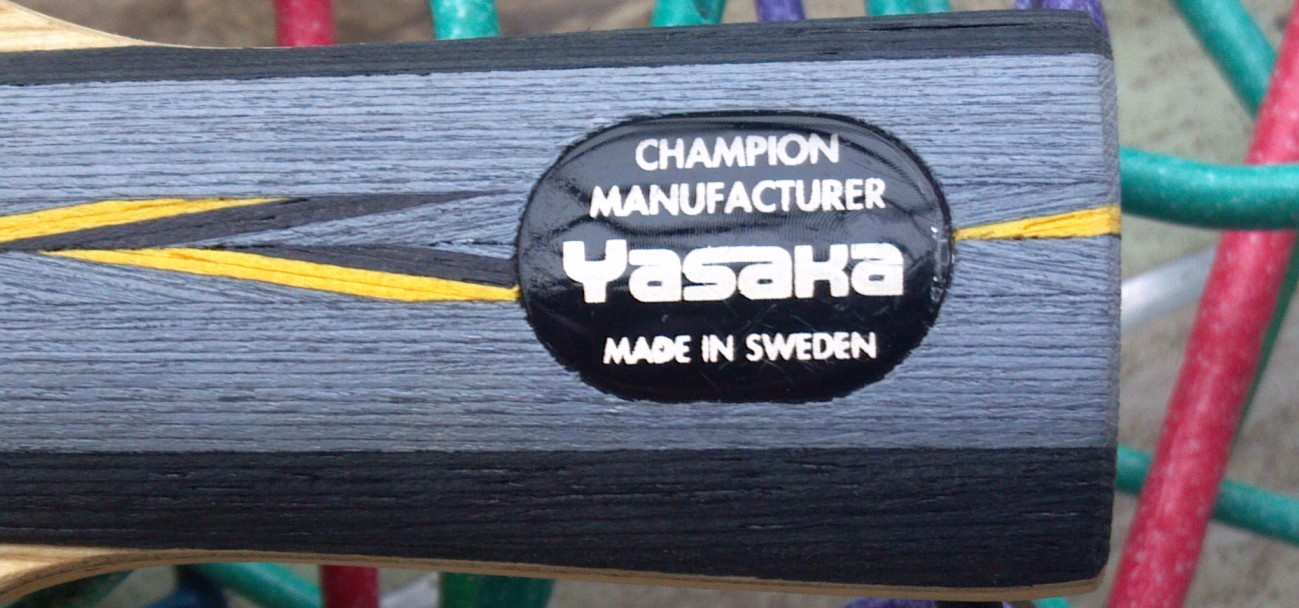 CHAMPION
MANUFACTURER
Yasaka
MADE IN SWEDEN